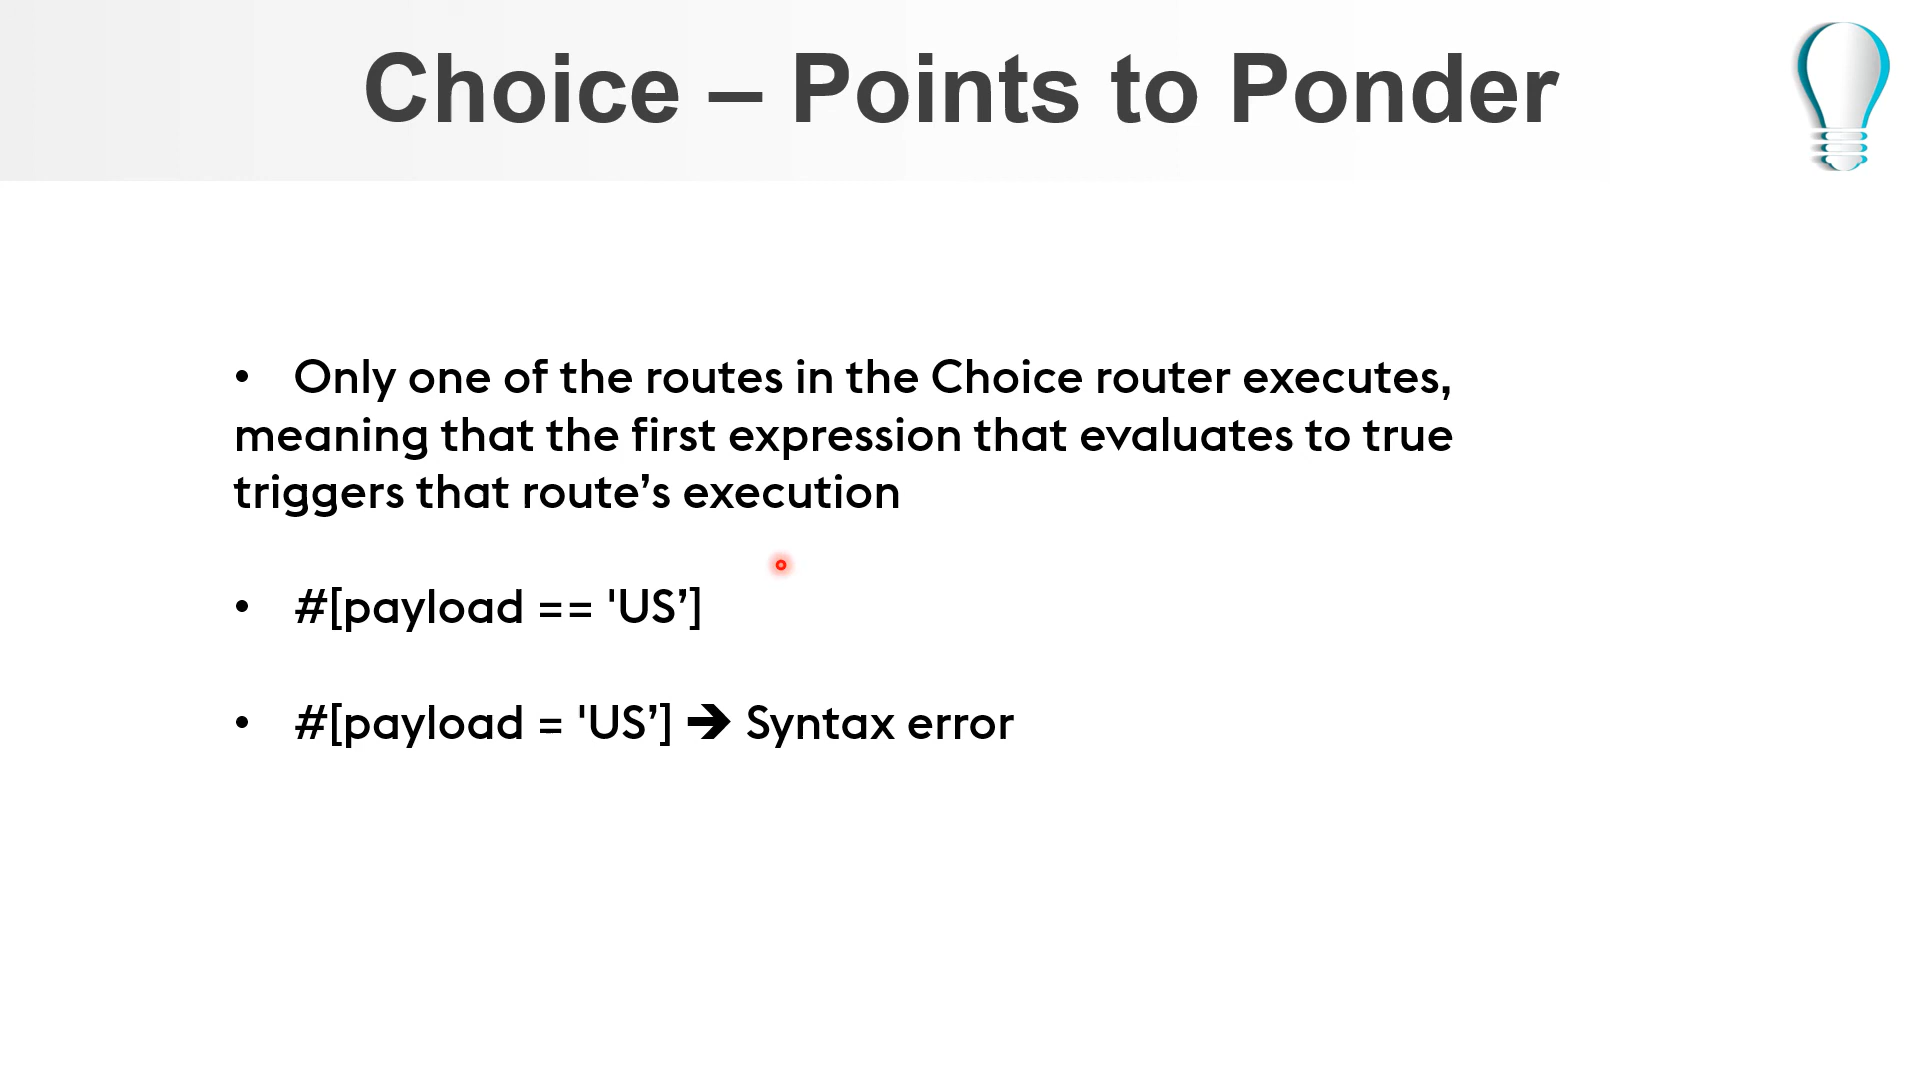 Choice – Points to Ponder
• Only one of the routes in the Choice router executes,
meaning that the first expression that evaluates to true
triggers that route’s execution
• #[payload == 'US’]
• #[payload = 'US’] ➔ Syntax error